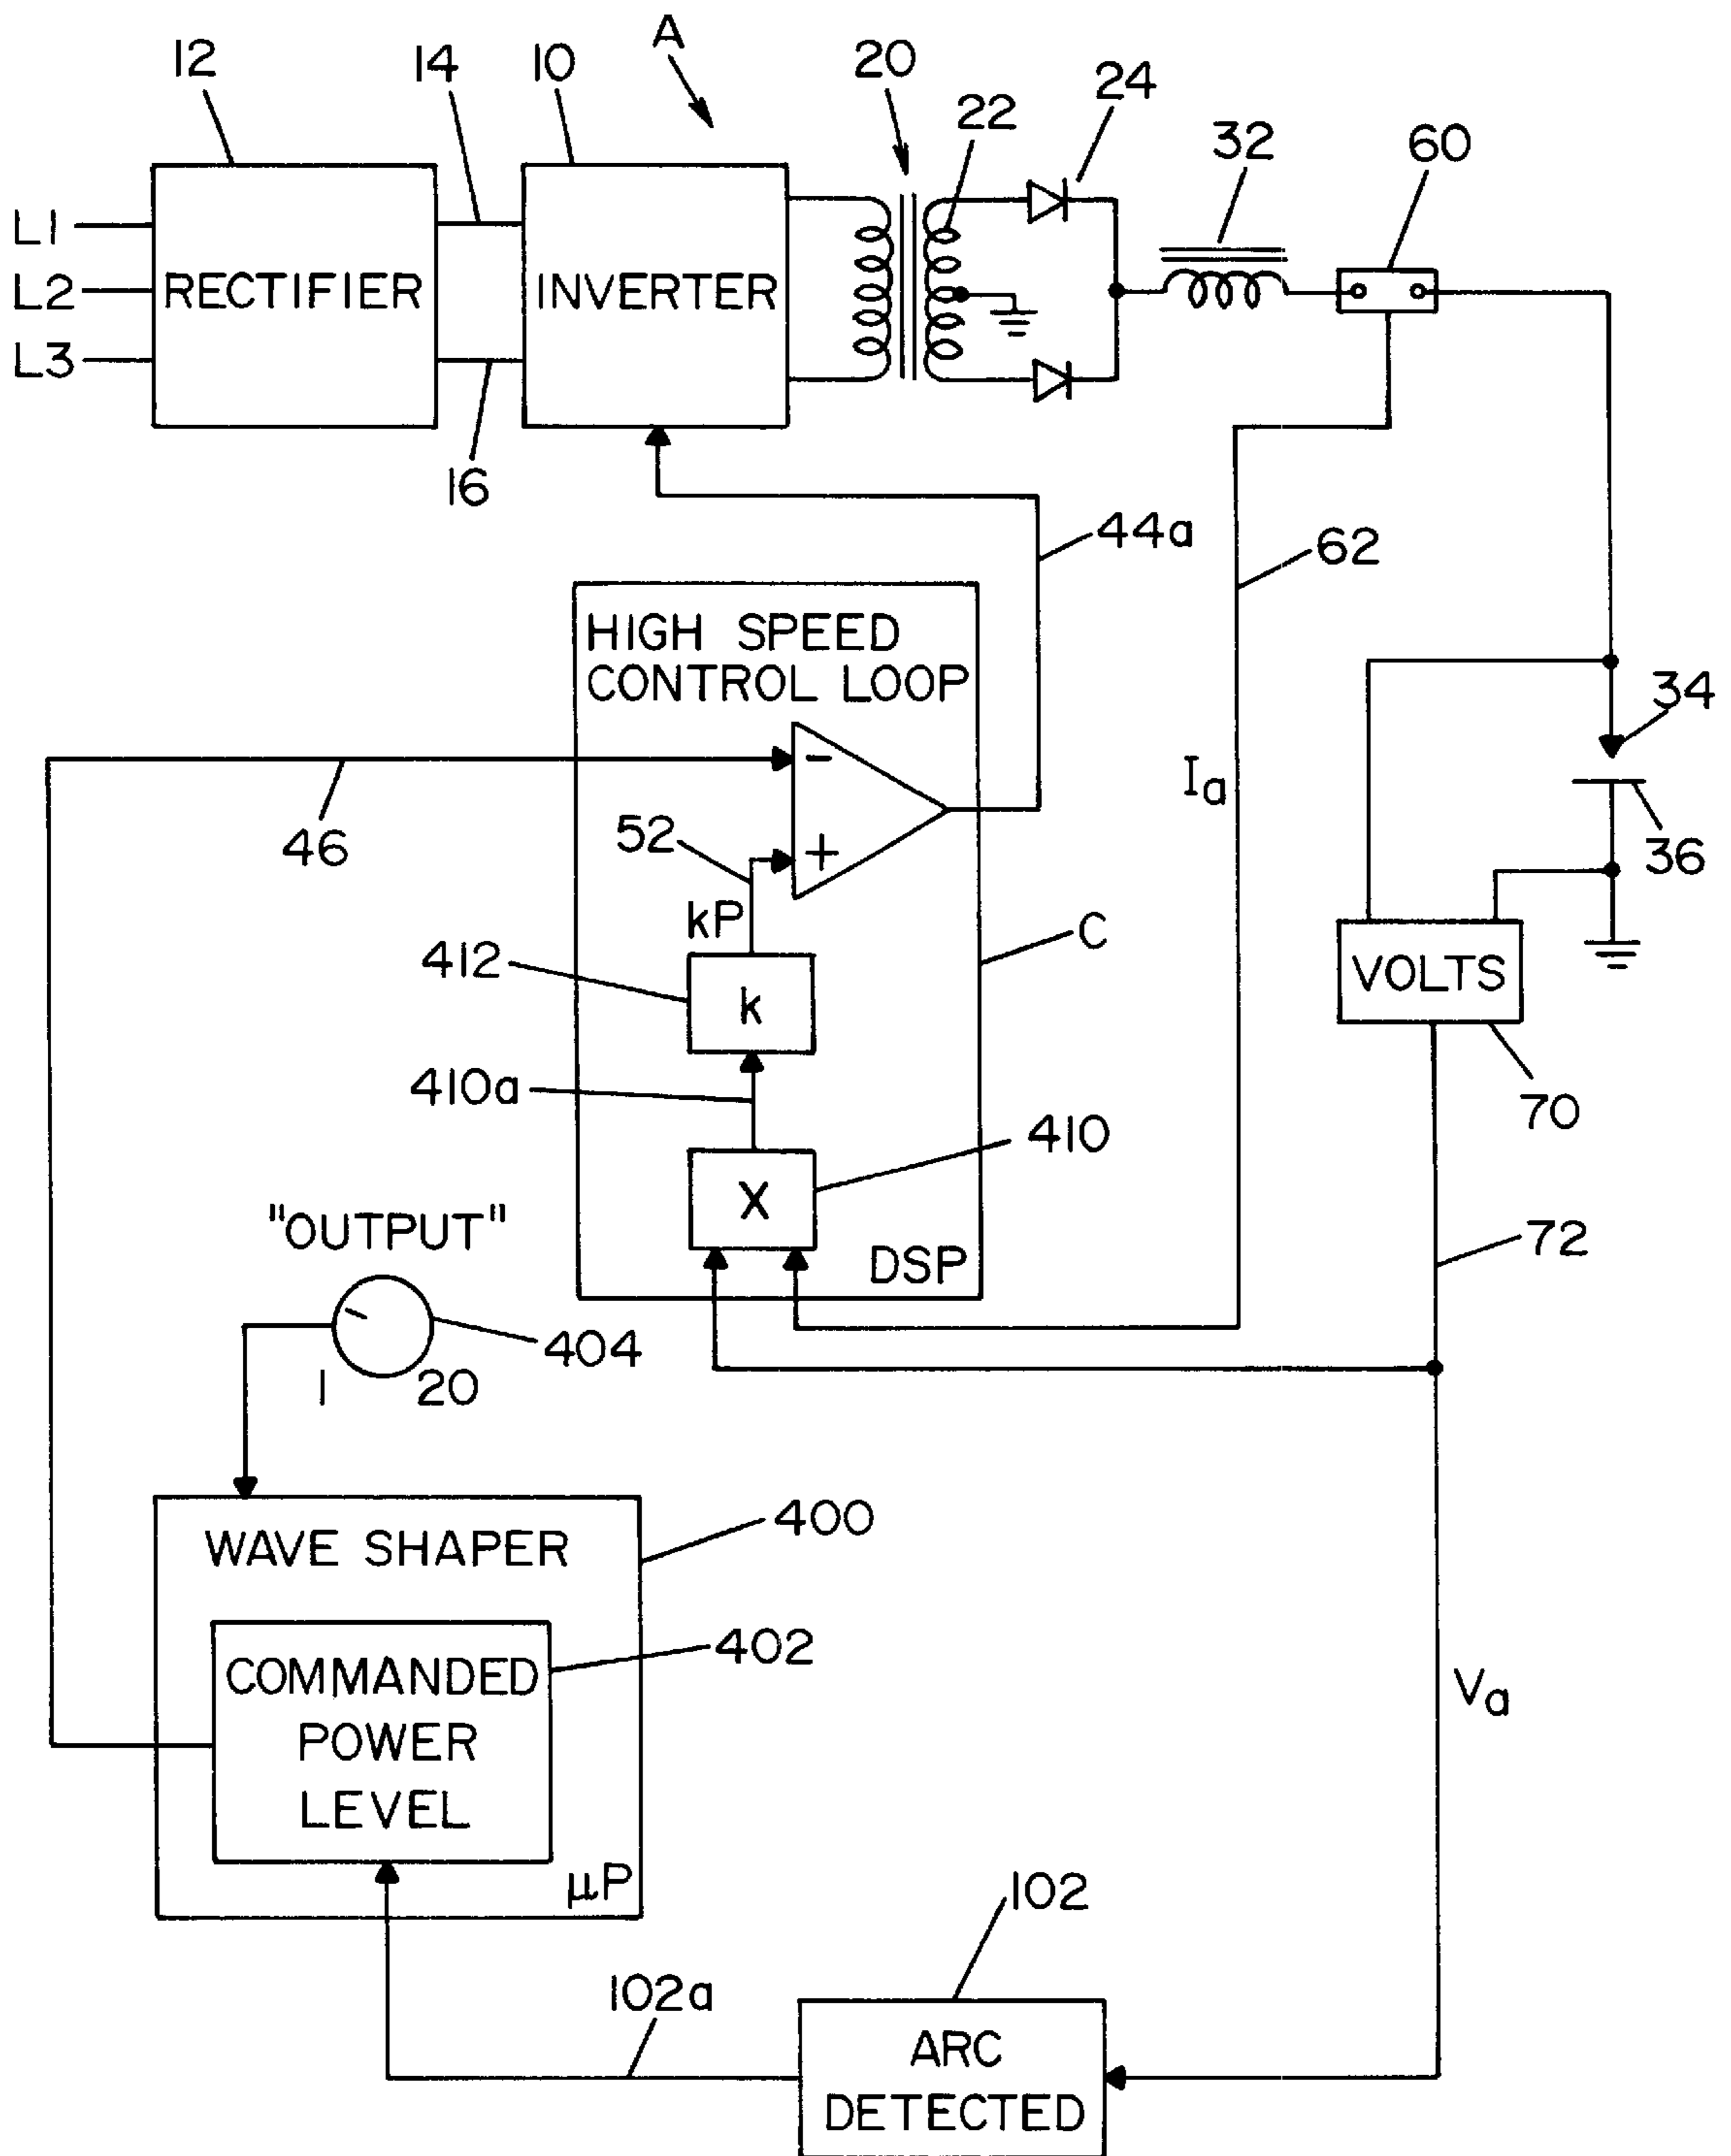 A
12
14
10
20
22
24
32
60
L1
L2
L3
RECTIFIER
INVERTER
16
44a
62
HIGH SPEED
CONTROL LOOP
34
-
Ia
46
52
+
36
kP
C
412
k
VOLTS
410a
70
410
X
"OUTPUT"
DSP
72
404
1
20
WAVE SHAPER
400
402
COMMANDED
POWER
LEVEL
Va
μP
102
102a
ARC
DETECTED